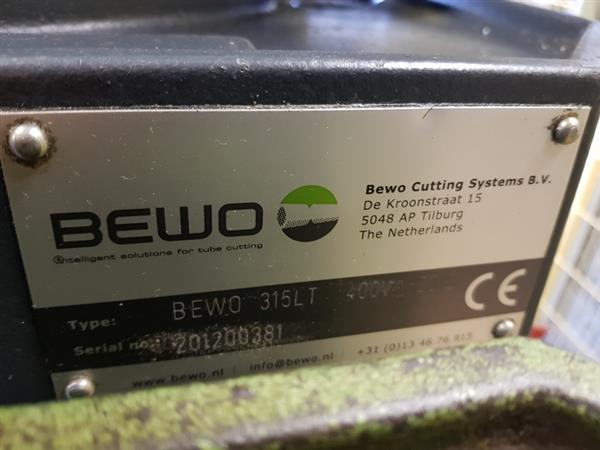 BEWO
intelligent solutions for tube cutting
Bewo Cutting Systems B.V.
De Kroonstraat 15
5048 AP Tilburg
The Netherlands
Type: BEWO 315LT 400V
Serial no: 201200381
CE
www.bewo.nl | info@bewo.nl | +31 (0)13 46 76 915